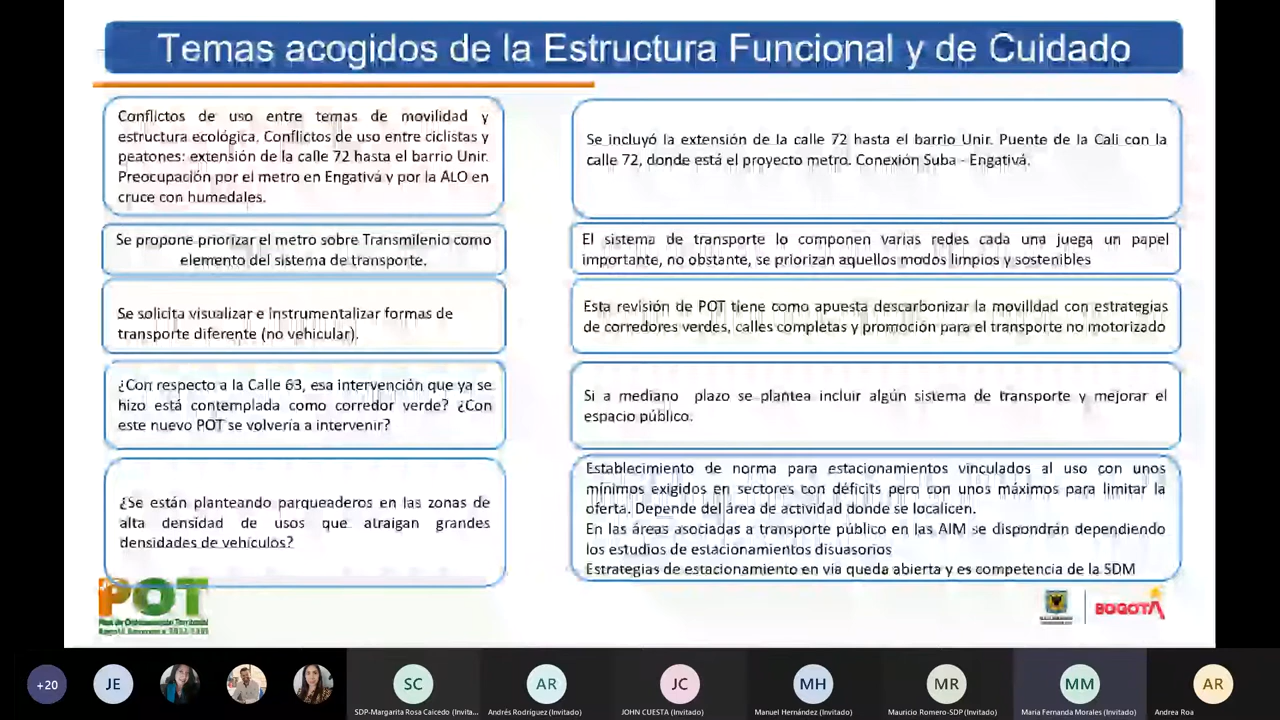 Temas acogidos de la Estructura Funcional y de Cuidado
Conflictos de uso entre temas de movilidad y
estructura ecológica. Conflictos de uso entre ciclistas y
peatones: extensión de la calle 72 hasta el barrio Unir.
Preocupación por el metro en Engativá y por la ALO en
cruce con humedales.
Se incluyó la extensión de la calle 72 hasta el barrio Unir. Puente de la Cali con la
calle 72, donde está el proyecto metro. Conexión Suba - Engativá.
Se propone priorizar el metro sobre Transmilenio como
elemento del sistema de transporte.
El sistema de transporte lo componen varias redes cada una juega un papel
importante, no obstante, se priorizan aquellos modos limpios y sostenibles
Se solicita visualizar e instrumentalizar formas de
transporte diferente (no vehicular).
Esta revisión de POT tiene como apuesta descarbonizar la movilidad con estrategias
de corredores verdes, calles completas y promoción para el transporte no motorizado
¿Con respecto a la Calle 63, esa intervención que ya se
hizo está contemplada como corredor verde? ¿Con
este nuevo POT se volvería a intervenir?
Si a mediano plazo se plantea incluir algún sistema de transporte y mejorar el
espacio público.
¿Se están planteando parqueaderos en las zonas de
alta densidad de usos que atraigan grandes
densidades de vehículos?
Establecimiento de norma para estacionamientos vinculados al uso con unos
mínimos exigidos en sectores con déficits pero con unos máximos para limitar la
oferta. Depende del área de actividad donde se localicen.
En las áreas asociadas a transporte público en las AIM se dispondrán dependiendo
los estudios de estacionamientos disuasorios
Estrategias de estacionamiento en vía queda abierta y es competencia de la SDM
POT
Plan de Ordenamiento Territorial
BOGOTÁ
+20
JE
SC
AR
JC
MH
MR
MM
AR
SDP-Margarita Rosa Caicedo (Invita...
Andrés Rodríguez (Invitado)
JOHN CUESTA (Invitado)
Manuel Hernández (Invitado)
Mauricio Romero-SDP (Invitado)
Maria Fernanda Morales (Invitado)
Andrea Roa